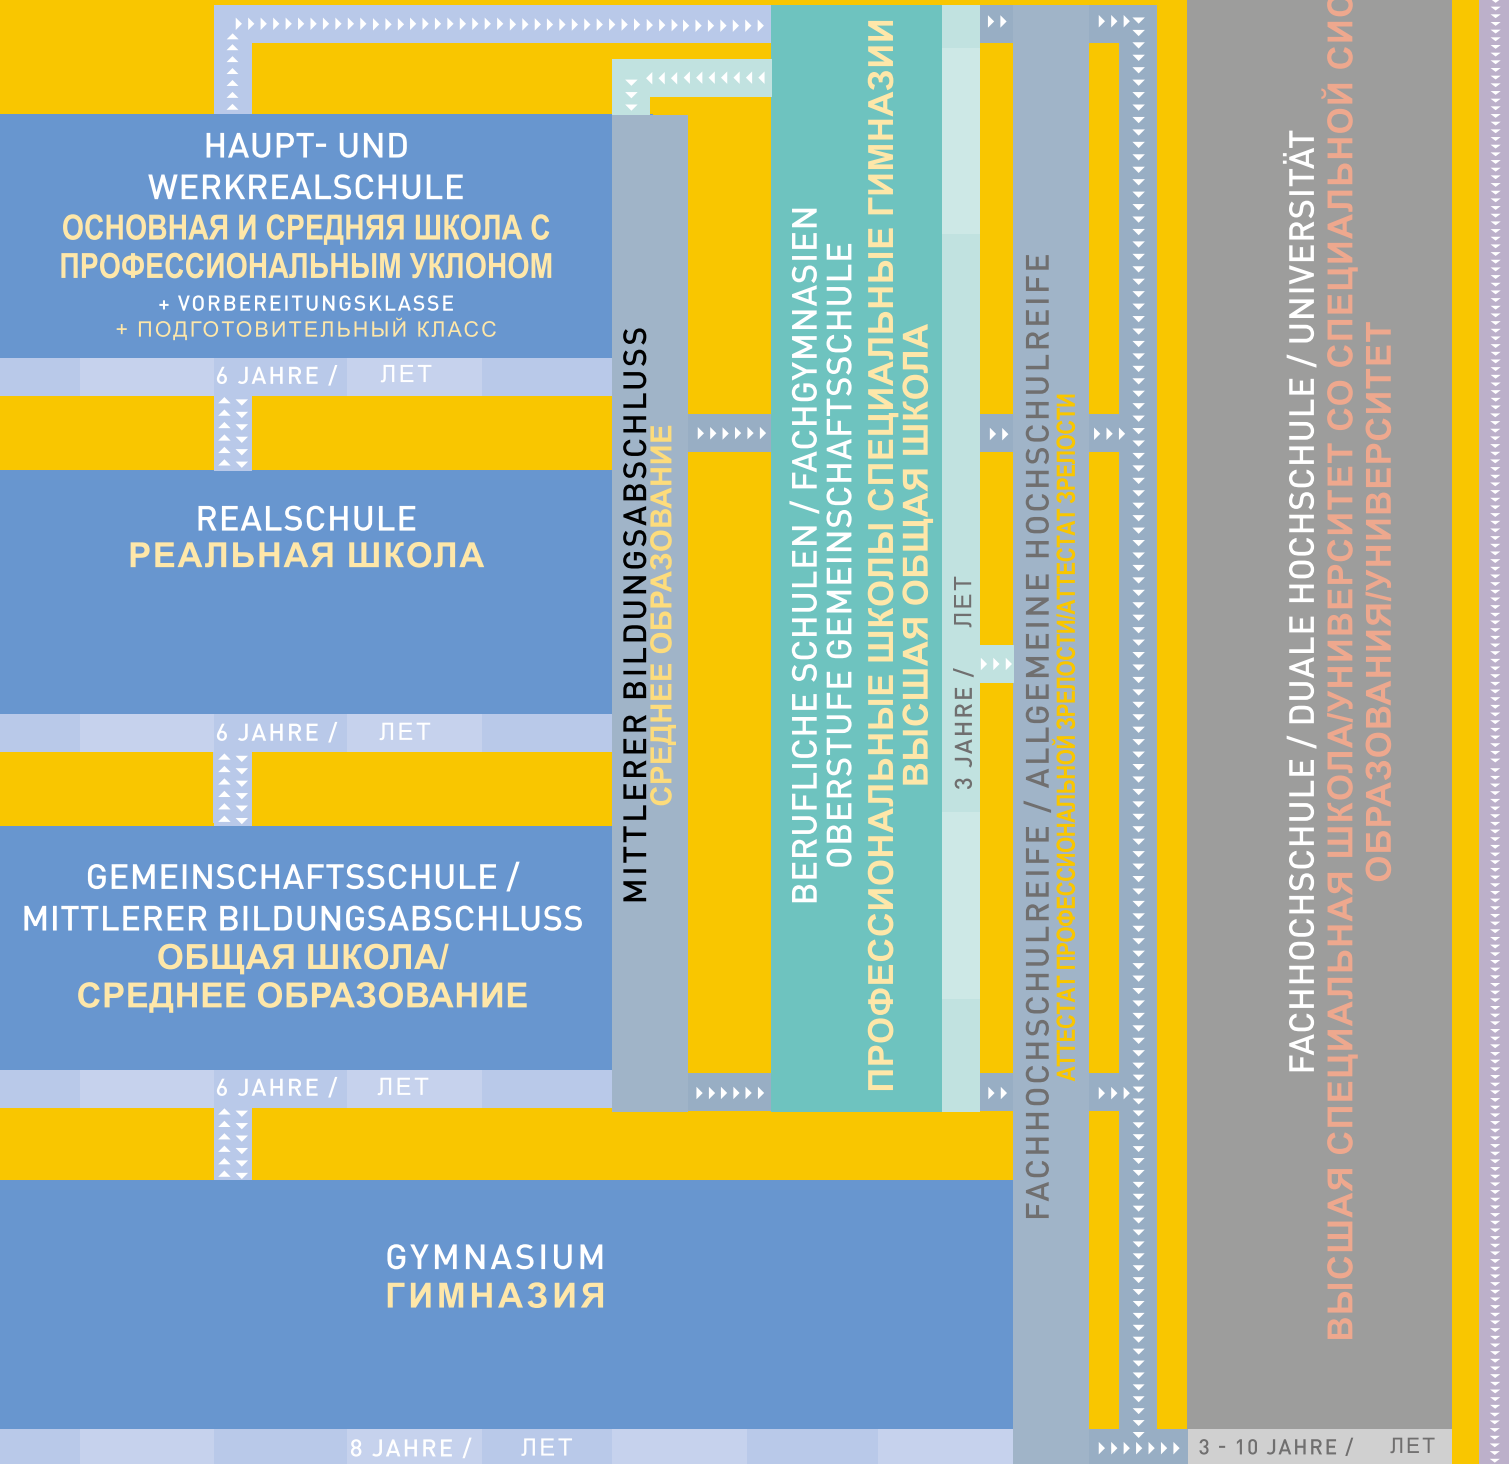 HAUPT- UND
WERKREALSCHULE
ОСНОВНАЯ И СРЕДНЯЯ ШКОЛА С
ПРОФЕССИОНАЛЬНЫМ УКЛОНОМ
+ VORBEREITUNGSKLASSE
+ ПОДГОТОВИТЕЛЬНЫЙ КЛАСС
6 JAHRE / ЛЕТ
REALSCHULE
РЕАЛЬНАЯ ШКОЛА
6 JAHRE / ЛЕТ
GEMEINSCHAFTSSCHULE /
MITTLERER BILDUNGSABSCHLUSS
ОБЩАЯ ШКОЛА/
СРЕДНЕЕ ОБРАЗОВАНИЕ
6 JAHRE / ЛЕТ
GYMNASIUM
ГИМНАЗИЯ
8 JAHRE / ЛЕТ
MITTLERER BILDUNGSABSCHLUSS
СРЕДНЕЕ ОБРАЗОВАНИЕ
BERUFLICHE SCHULEN / FACHGYMNASIEN
OBERSTUFE GEMEINSCHAFTSSCHULE
ПРОФЕССИОНАЛЬНЫЕ ШКОЛЫ СПЕЦИАЛЬНЫЕ ГИМНАЗИИ
ВЫСШАЯ ОБЩАЯ ШКОЛА
3 JAHRE / ЛЕТ
FACHHOCHSCHULREIFE / ALLGEMEINE HOCHSCHULREIFE
АТТЕСТАТ ПРОФЕССИОНАЛЬНОЙ ЗРЕЛОСТИ/АТТЕСТАТ ЗРЕЛОСТИ
FACHHOCHSCHULE / DUALE HOCHSCHULE / UNIVERSITÄT
ВЫСШАЯ СПЕЦИАЛЬНАЯ ШКОЛА/УНИВЕРСИТЕТ СО СПЕЦИАЛЬНОЙ СИС
ОБРАЗОВАНИЯ/УНИВЕРСИТЕТ
3 - 10 JAHRE / ЛЕТ